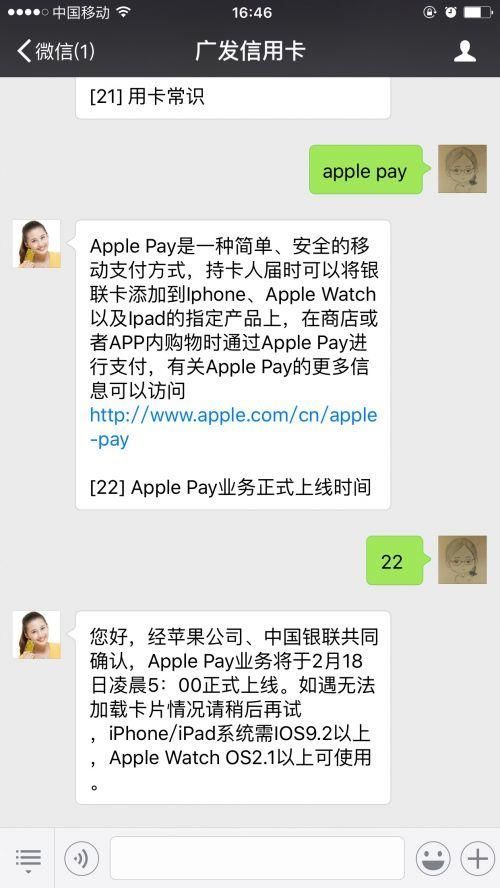 中国移动
16:46
微信(1)
广发信用卡
[21] 用卡常识
apple pay
Apple Pay是一种简单、安全的移
动支付方式，持卡人届时可以将银
联卡添加到Iphone、Apple Watch
以及Ipad的指定产品上，在商店或
者APP内购物时通过Apple Pay进
行支付，有关Apple Pay的更多信
息可以访问
http://www.apple.com/cn/apple
-pay
[22] Apple Pay业务正式上线时间
22
您好，经苹果公司、中国银联共同
确认，Apple Pay业务将于2月18
日凌晨5：00正式上线。如遇无法
加载卡片情况请稍后再试
，iPhone/iPad系统需IOS9.2以上
，Apple Watch OS2.1以上可使用
。